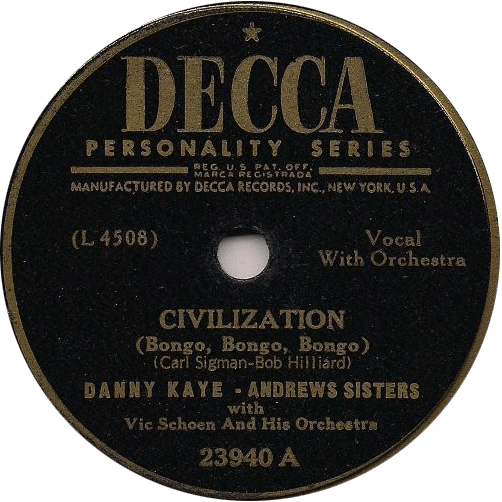 DECCA
PERSONALITY SERIES
REG. U.S. PAT. OFF.
MARCA REGISTRADA
MANUFACTURED BY DECCA RECORDS, INC., NEW YORK, U.S.A.
(L 4508)
Vocal
With Orchestra
CIVILIZATION
(Bongo, Bongo, Bongo)
(Carl Sigman-Bob Hilliard)
DANNY KAYE - ANDREWS SISTERS
with
Vic Schoen And His Orchestra
23940 A